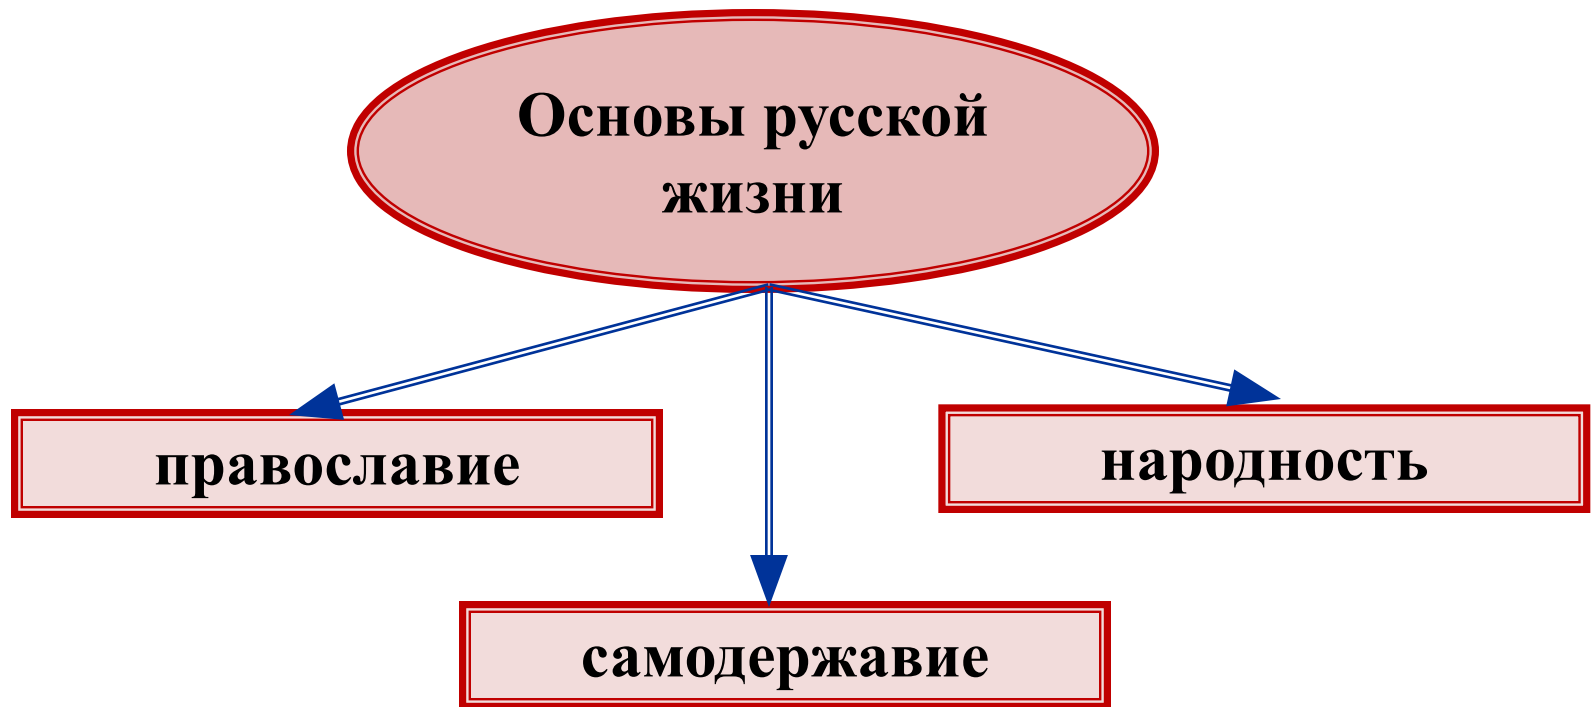 Основы русской
жизни
православие
народность
самодержавие